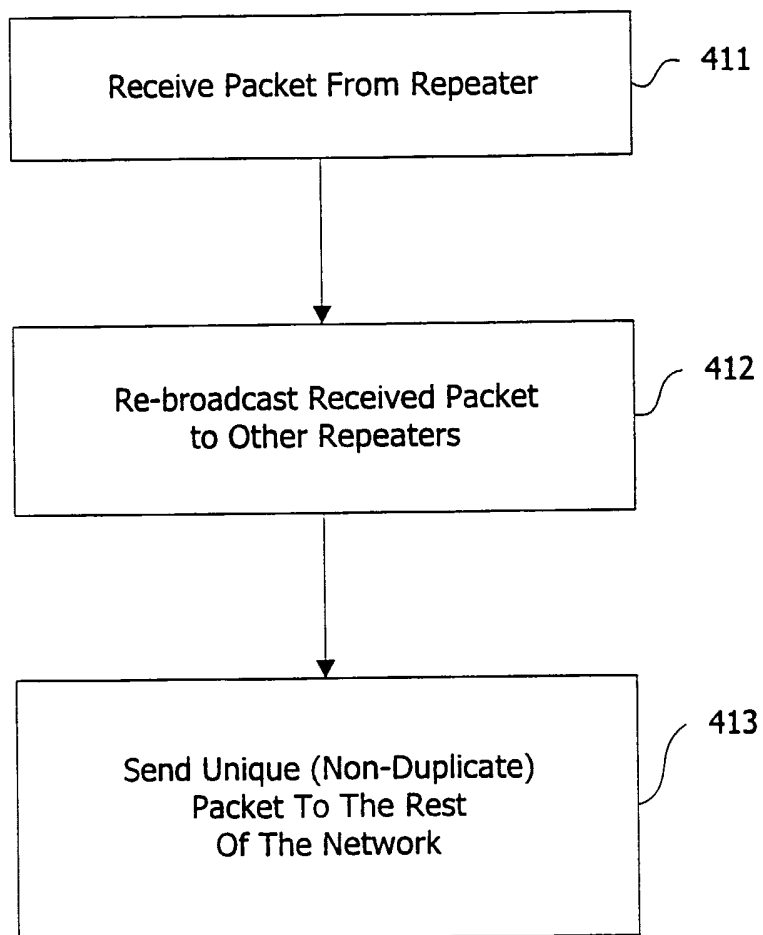 Receive Packet From Repeater
411
Re-broadcast Received Packet
to Other Repeaters
412
Send Unique (Non-Duplicate)
Packet To The Rest
Of The Network
413